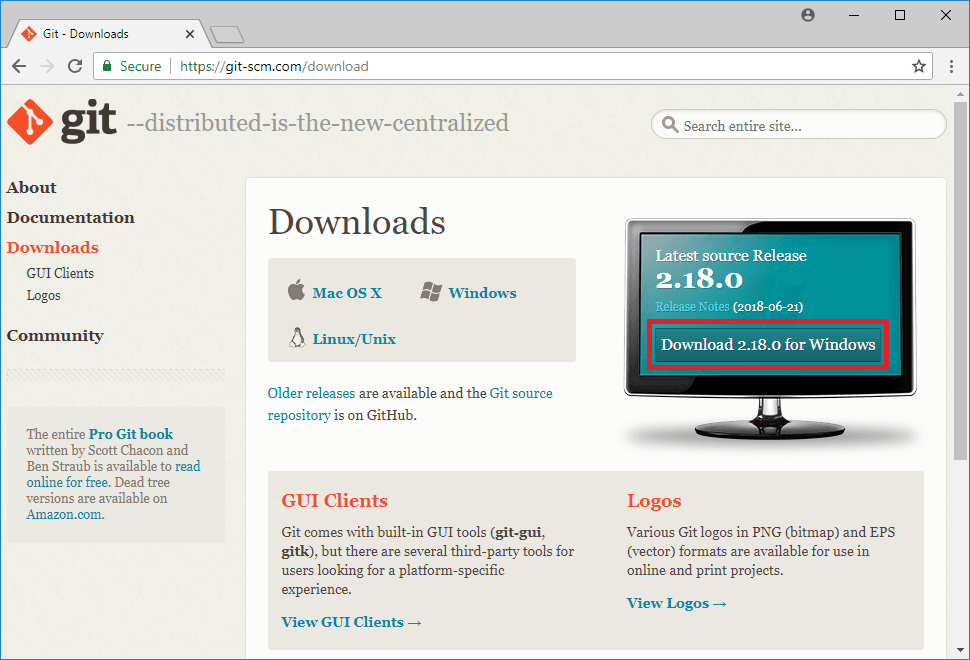 Git - Downloads
Secure
https://git-scm.com/download
git --distributed-is-the-new-centralized
Search entire site...
About
Documentation
Downloads
GUI Clients
Logos
Community
The entire Pro Git book
written by Scott Chacon and
Ben Straub is available to read
online for free. Dead tree
versions are available on
Amazon.com.
Downloads
Mac OS X
Windows
Linux/Unix
Older releases are available and the Git source
repository is on GitHub.
Latest source Release
2.18.0
Release Notes (2018-06-21)
Download 2.18.0 for Windows
GUI Clients
Git comes with built-in GUI tools (git-gui,
gitk), but there are several third-party tools for
users looking for a platform-specific
experience.
View GUI Clients →
Logos
Various Git logos in PNG (bitmap) and EPS
(vector) formats are available for use in
online and print projects.
View Logos →